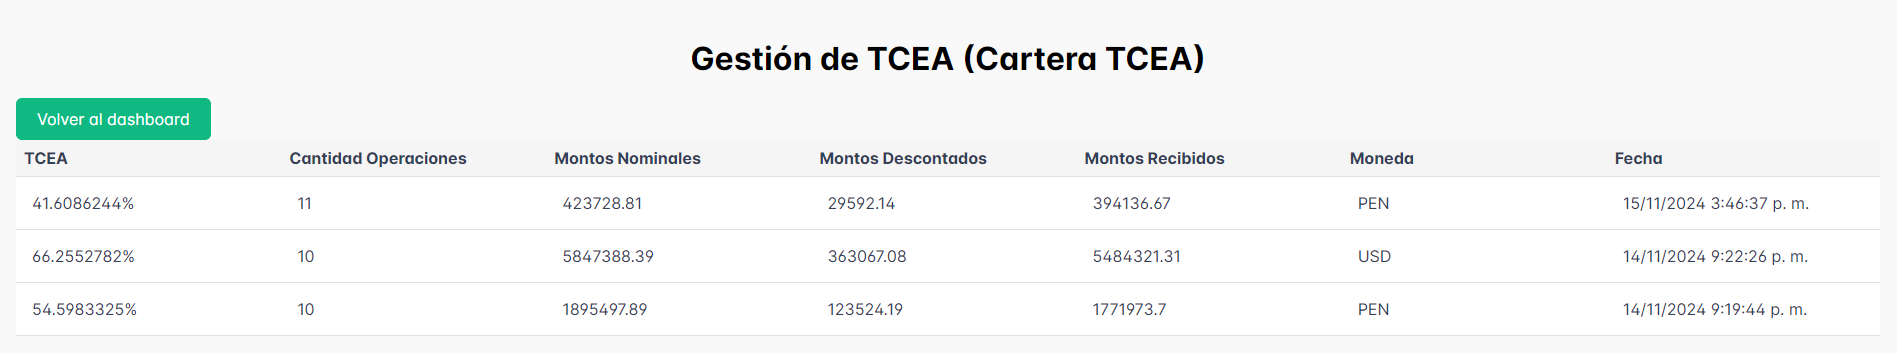 Gestión de TCEA (Cartera TCEA)
Volver al dashboard
TCEA Cantidad Operaciones Montos Nominales Montos Descontados Montos Recibidos Moneda Fecha
41.6086244% 11 423728.81 29592.14 394136.67 PEN 15/11/2024 3:46:37 p. m.
66.2552782% 10 5847388.39 363067.08 5484321.31 USD 14/11/2024 9:22:26 p. m.
54.5983325% 10 1895497.89 123524.19 1771973.7 PEN 14/11/2024 9:19:44 p. m.